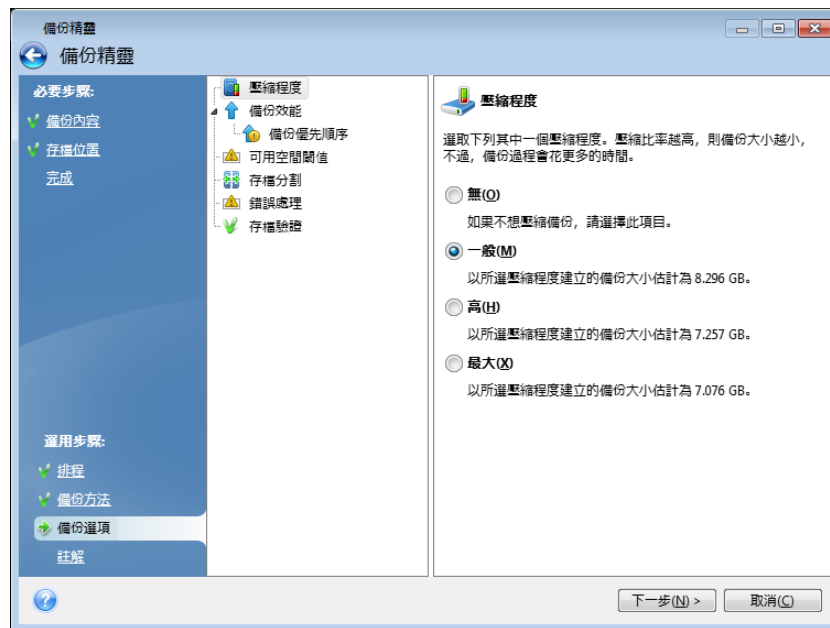 備份精靈
備份精靈
必要步驟:
備份內容
存檔位置
完成
選用步驟:
排程
備份方法
備份選項
註解
壓縮程度
備份效能
備份優先順序
可用空間閾值
存檔分割
錯誤處理
存檔驗證
壓縮程度
選取下列其中一個壓縮程度。壓縮比率越高，則備份大小越小，
不過，備份過程會花更多的時間。
無(O)
如果不想壓縮備份，請選擇此項目。
一般(M)
以所選壓縮程度建立的備份大小估計為 8.296 GB。
高(H)
以所選壓縮程度建立的備份大小估計為 7.257 GB。
最大(X)
以所選壓縮程度建立的備份大小估計為 7.076 GB。
下一步(N) >
取消(C)